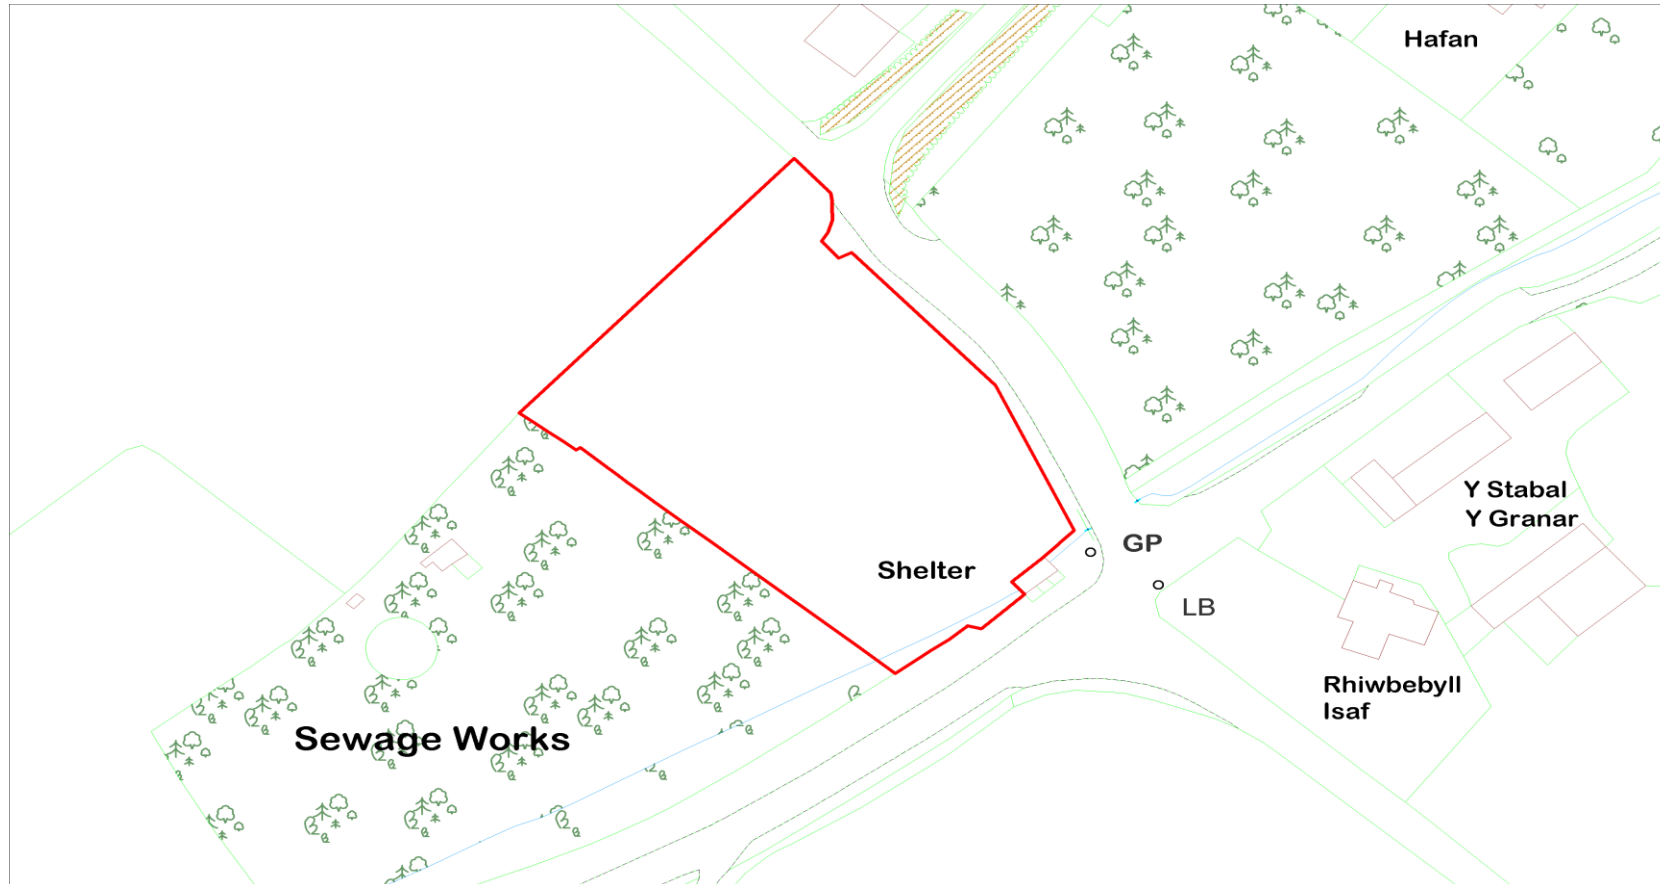 Hafan
Y Stabal
Y Granar
GP
Shelter
LB
Rhiwbebyll
Isaf
Sewage Works